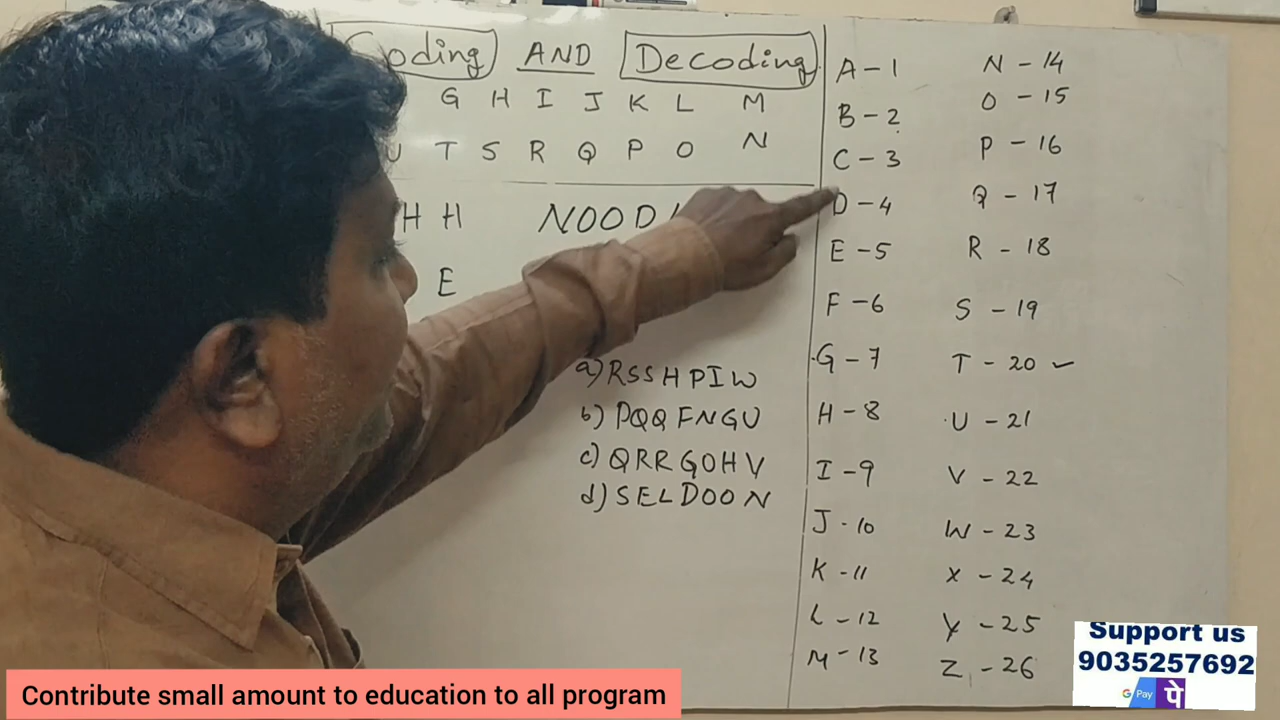 oding AND Decoding
G H I J K L M
U T S R Q P O N
H H NOOD
E
a) RSSHPIW
b) PQQFNGU
c) QRRGOHV
d) SELDOON
A - 1
B - 2
C - 3
D - 4
E - 5
F - 6
G - 7
H - 8
I - 9
J - 10
K - 11
L - 12
M - 13
N - 14
O - 15
P - 16
Q - 17
R - 18
S - 19
T - 20 ✓
U - 21
V - 22
W - 23
X - 24
Y - 25
Z - 26
Support us
9035257692
G Pay पे
Contribute small amount to education to all program